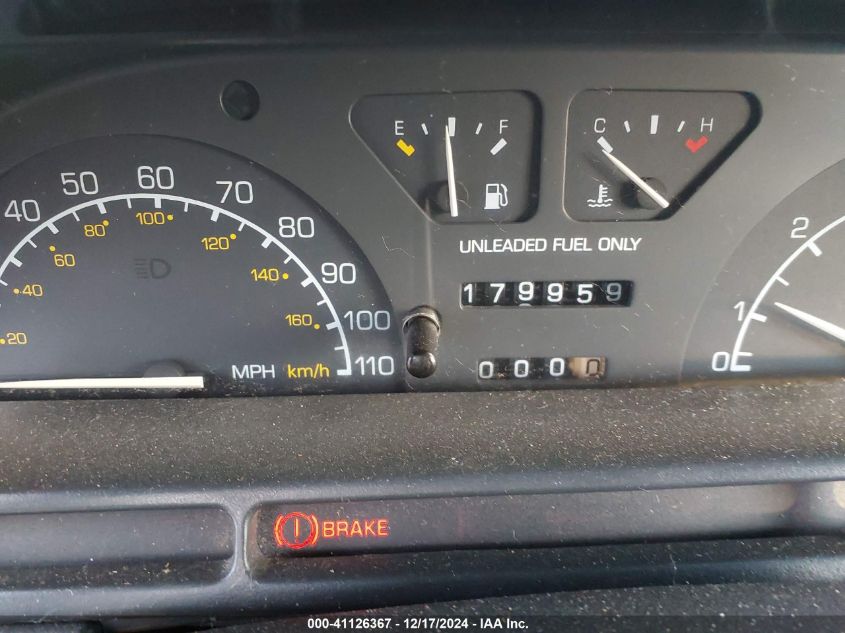 E F
C H
UNLEADED FUEL ONLY
179959
0000
40 50 60 70 80 90 100 110
20 40 60 80 100 120 140 160
MPH km/h
2
1
0
BRAKE
000-41126367 - 12/17/2024 - IAA Inc.